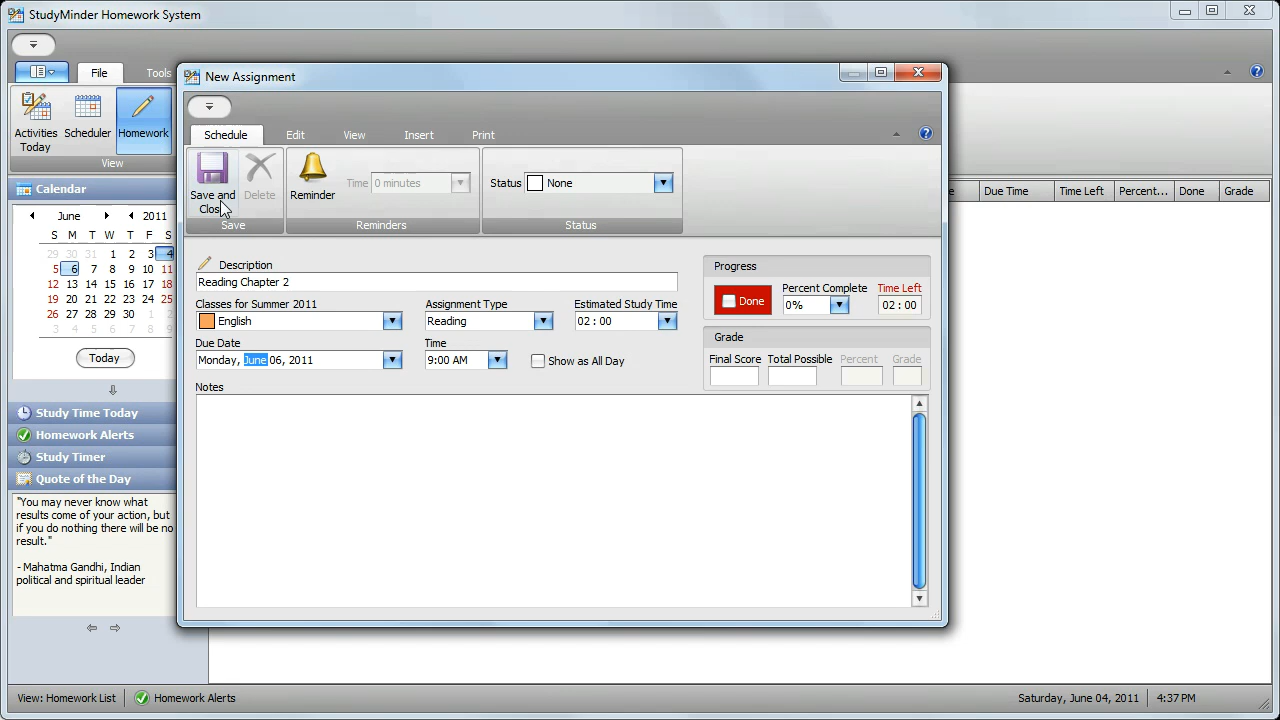 StudyMinder Homework System
File Tools
Activities Today
Scheduler
Homework
View
Calendar
June 2011
S M T W T F S
29 30 31 1 2 3 4
5 6 7 8 9 10 11
12 13 14 15 16 17 18
19 20 21 22 23 24 25
26 27 28 29 30 1 2
3 4 5 6 7 8 9
Today
Study Time Today
Homework Alerts
Study Timer
Quote of the Day
"You may never know what
results come of your action, but
if you do nothing there will be no
result."
- Mahatma Gandhi, Indian
political and spiritual leader
New Assignment
Schedule Edit View Insert Print
Save and
Delete
Save
Reminder
Time 0 minutes
Reminders
Status None
Status
Description
Reading Chapter 2
Classes for Summer 2011 Assignment Type Estimated Study Time
English Reading 02 : 00
Due Date Time
Monday, June 06, 2011 9:00 AM Show as All Day
Notes
Progress
Done
Percent Complete
0%
Time Left
02 : 00
Grade
Final Score Total Possible Percent Grade
Due Time Time Left Percent... Done Grade
View: Homework List Homework Alerts
Saturday, June 04, 2011 4:37 PM